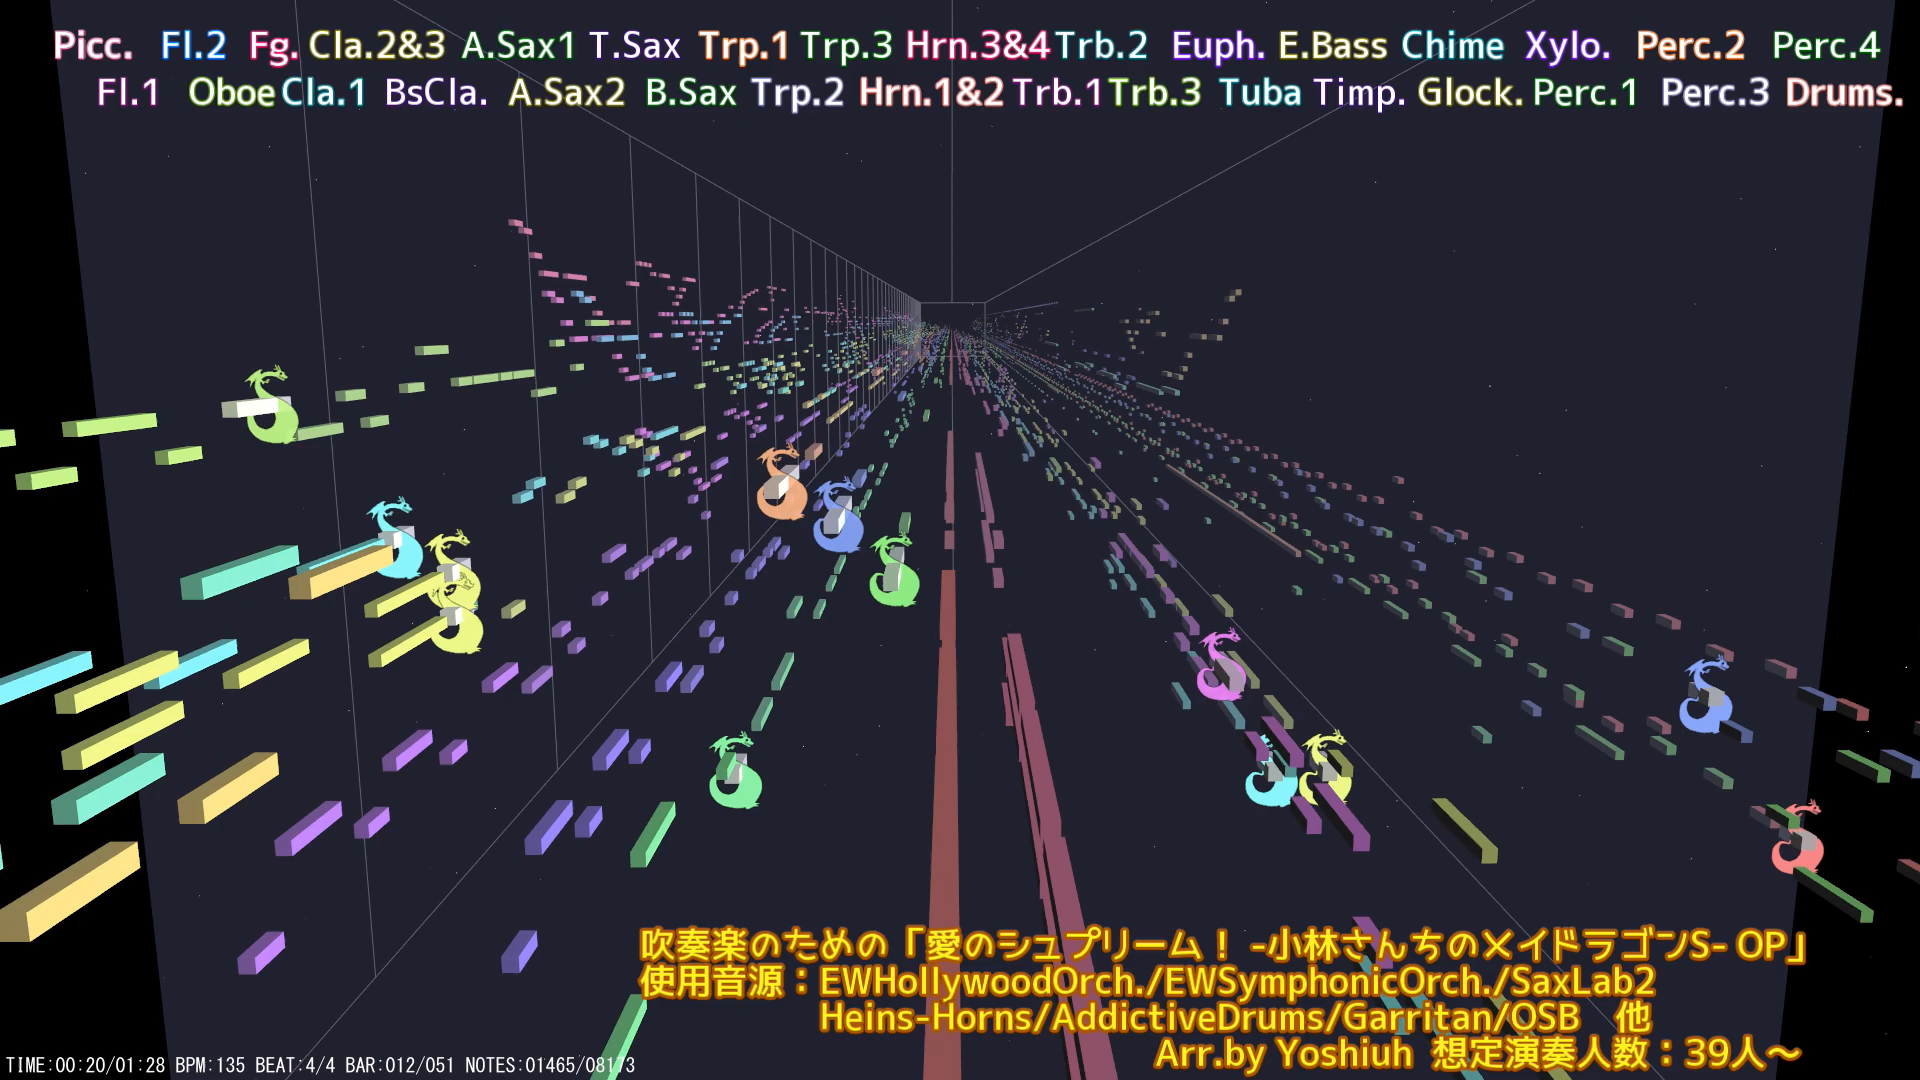 Picc. Fl.2 Fg. Cla.2&3 A.Sax1 T.Sax Trp.1 Trp.3 Hrn.3&4 Trb.2 Euph. E.Bass Chime Xylo. Perc.2 Perc.4
Fl.1 Oboe Cla.1 BsCla. A.Sax2 B.Sax Trp.2 Hrn.1&2 Trb.1 Trb.3 Tuba Timp. Glock. Perc.1 Perc.3 Drums.
吹奏楽のための「愛のシュプリーム！ -小林さんちのメイドラゴンS- OP」
使用音源：EWHollywoodOrch./EWSymphonicOrch./SaxLab2
Heins-Horns/AddictiveDrums/Garritan/OSB　他
Arr.by Yoshiuh 想定演奏人数：39人～
TIME:00:20/01:28 BPM:135 BEAT:4/4 BAR:012/051 NOTES:01465/08173